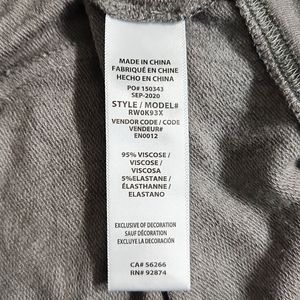 MADE IN CHINA
FABRIQUÉ EN CHINE
HECHO EN CHINA
PO# 150343
SEP-2020
STYLE / MODEL#
RW0K93X
VENDOR CODE / CODE
VENDEUR#
EN0012
95% VISCOSE /
VISCOSE /
VISCOSA
5%ELASTANE /
ÉLASTHANNE /
ELASTANO
EXCLUSIVE OF DECORATION
SAUF DÉCORATION
EXCLUYE LA DECORACIÓN
CA# 56266
RN# 92874